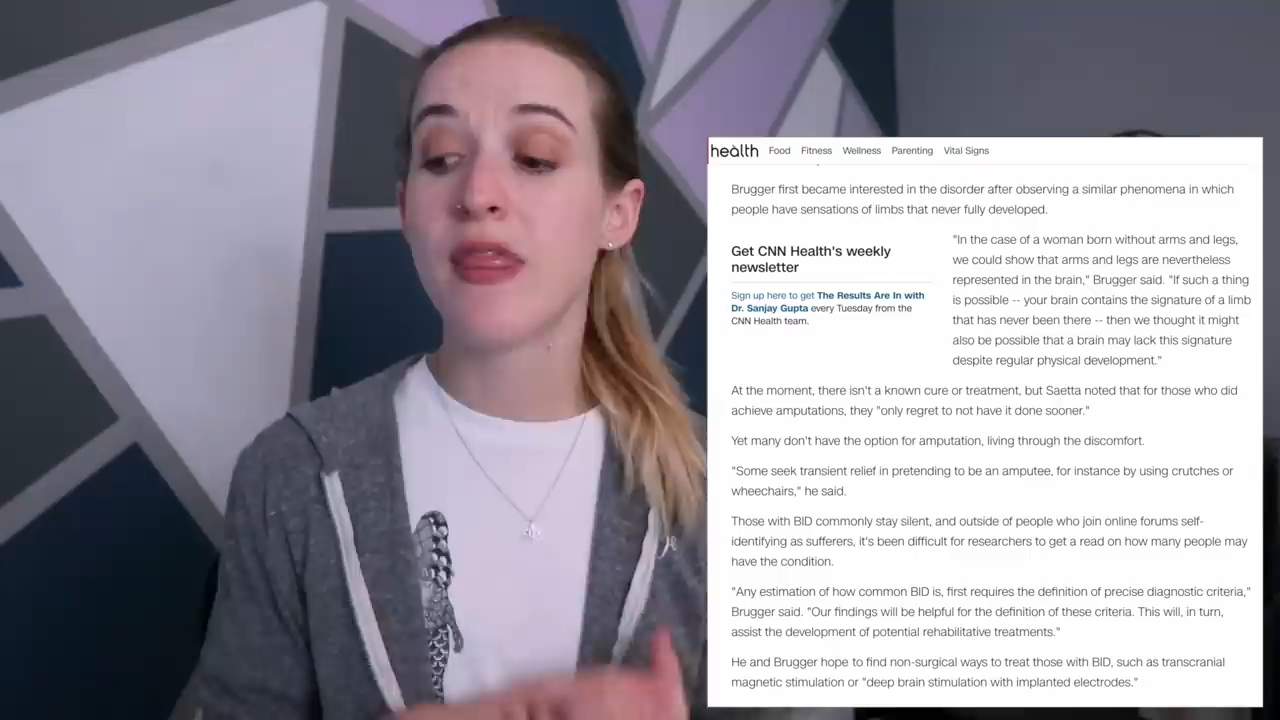 health Food Fitness Wellness Parenting Vital Signs
Brugger first became interested in the disorder after observing a similar phenomena in which
people have sensations of limbs that never fully developed.
Get CNN Health's weekly
newsletter
Sign up here to get The Results Are In with
Dr. Sanjay Gupta every Tuesday from the
CNN Health team.
"In the case of a woman born without arms and legs,
we could show that arms and legs are nevertheless
represented in the brain," Brugger said. "If such a thing
is possible -- your brain contains the signature of a limb
that has never been there -- then we thought it might
also be possible that a brain may lack this signature
despite regular physical development."
At the moment, there isn't a known cure or treatment, but Saetta noted that for those who did
achieve amputations, they "only regret to not have it done sooner."
Yet many don't have the option for amputation, living through the discomfort.
"Some seek transient relief in pretending to be an amputee, for instance by using crutches or
wheechairs," he said.
Those with BID commonly stay silent, and outside of people who join online forums self-
identifying as sufferers, it's been difficult for researchers to get a read on how many people may
have the condition.
"Any estimation of how common BID is, first requires the definition of precise diagnostic criteria,"
Brugger said. "Our findings will be helpful for the definition of these criteria. This will, in turn,
assist the development of potential rehabilitative treatments."
He and Brugger hope to find non-surgical ways to treat those with BID, such as transcranial
magnetic stimulation or "deep brain stimulation with implanted electrodes."